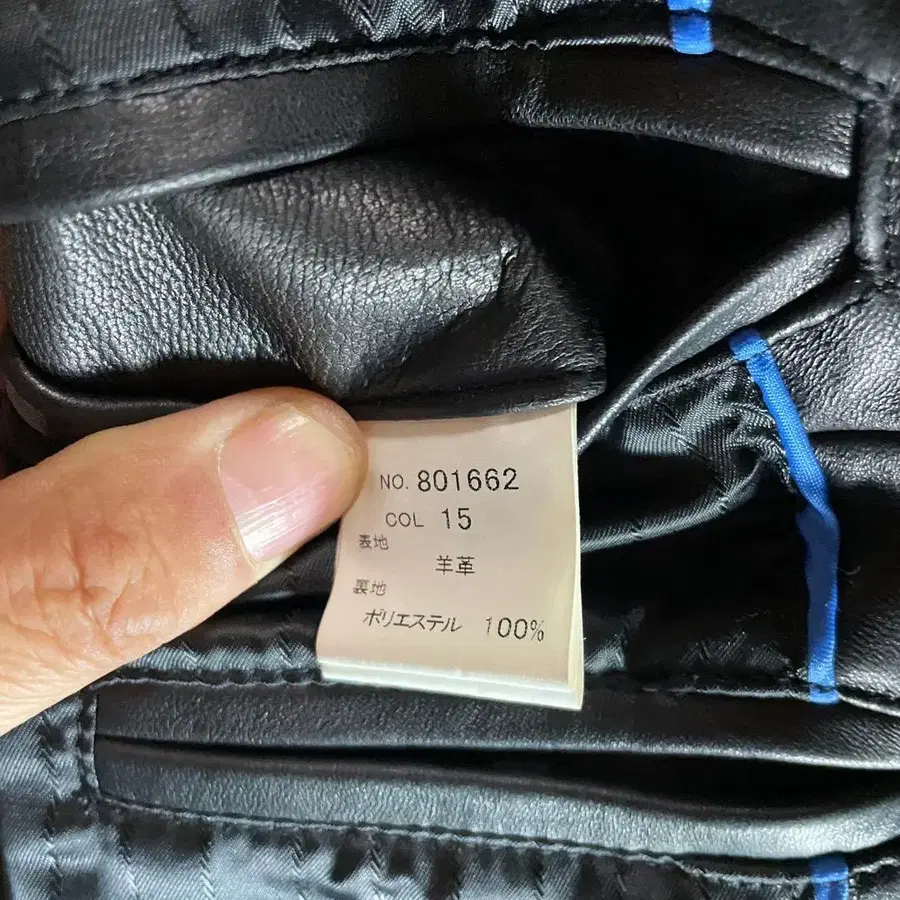 NO. 801662
COL 15
表地
羊革
裏地
ポリエステル 100%